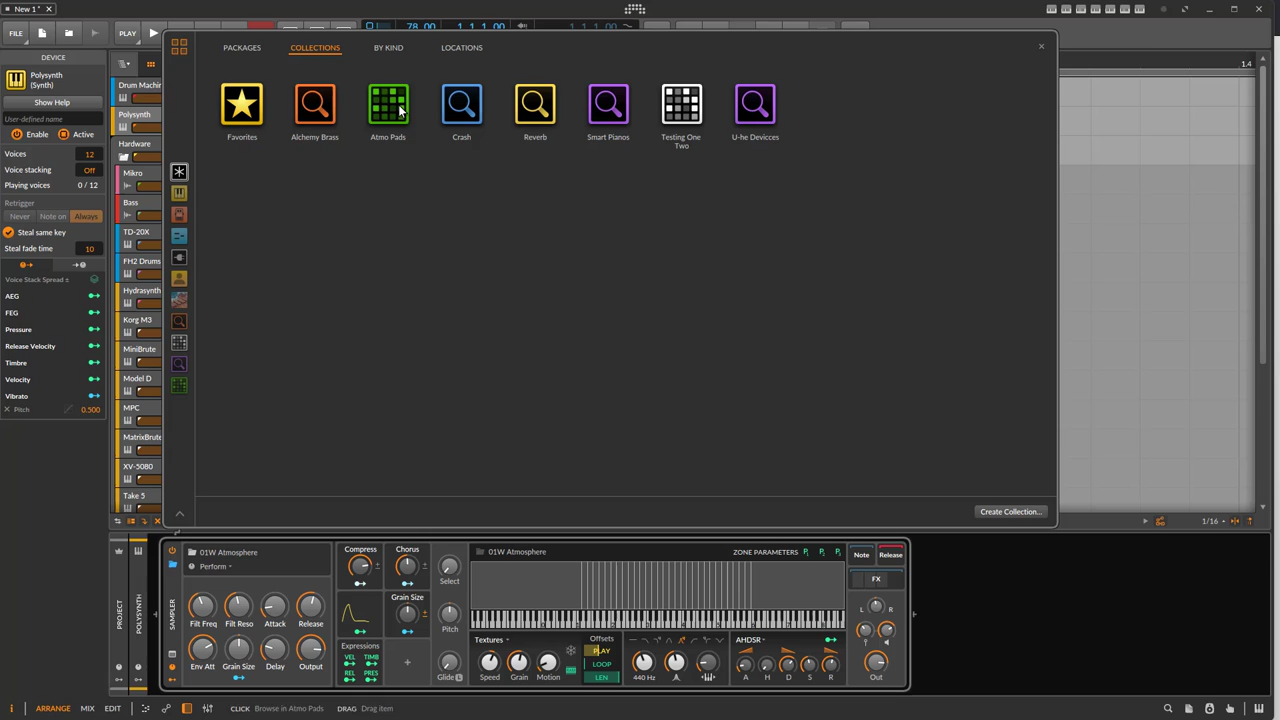 New 1 *
FILE
PLAY
78.00
1.1.1.00
DEVICE
Polysynth
(Synth)
Show Help
User-defined name
Enable
Active
Voices
12
Voice stacking
Off
Playing voices
0 / 12
Retrigger
Never
Note on
Always
Steal same key
Steal fade time
10
Voice Stack Spread ±
AEG
FEG
Pressure
Release Velocity
Timbre
Velocity
Vibrato
Pitch
0.500
Drum Machin
Polysynth
Hardware
Mikro
Bass
TD-20X
FH2 Drums
Hydrasynth
Korg M3
MiniBrute
Model D
MPC
MatrixBrute
XV-5080
Take 5
PACKAGES
COLLECTIONS
BY KIND
LOCATIONS
Favorites
Alchemy Brass
Atmo Pads
Crash
Reverb
Smart Pianos
Testing One
Two
U-he Devicces
Create Collection...
1.4
1/16
PROJECT
POLYSYNTH
SAMPLER
01W Atmosphere
Perform
Filt Freq
Filt Reso
Attack
Release
Env Att
Grain Size
Delay
Output
Compress
Chorus
Grain Size
Expressions
VEL
TIMB
REL
PRES
Select
Pitch
Glide
L
01W Atmosphere
ZONE PARAMETERS
P
P
P
Textures
Speed
Grain
Motion
Offsets
PLAY
LOOP
LEN
440 Hz
AHDSR
A
H
D
S
R
Note
Release
FX
L
R
Out
ARRANGE
MIX
EDIT
CLICK
Browse in Atmo Pads
DRAG
Drag item